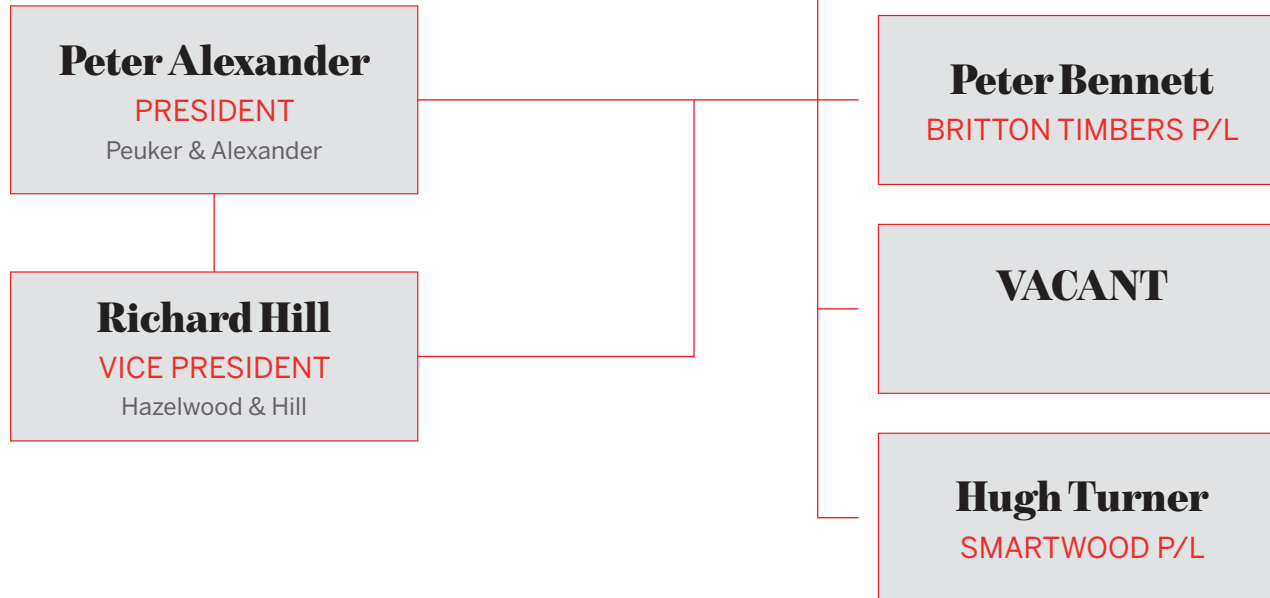 Peter Alexander
PRESIDENT
Peuker & Alexander
Richard Hill
VICE PRESIDENT
Hazelwood & Hill
Peter Bennett
BRITTON TIMBERS P/L
VACANT
Hugh Turner
SMARTWOOD P/L